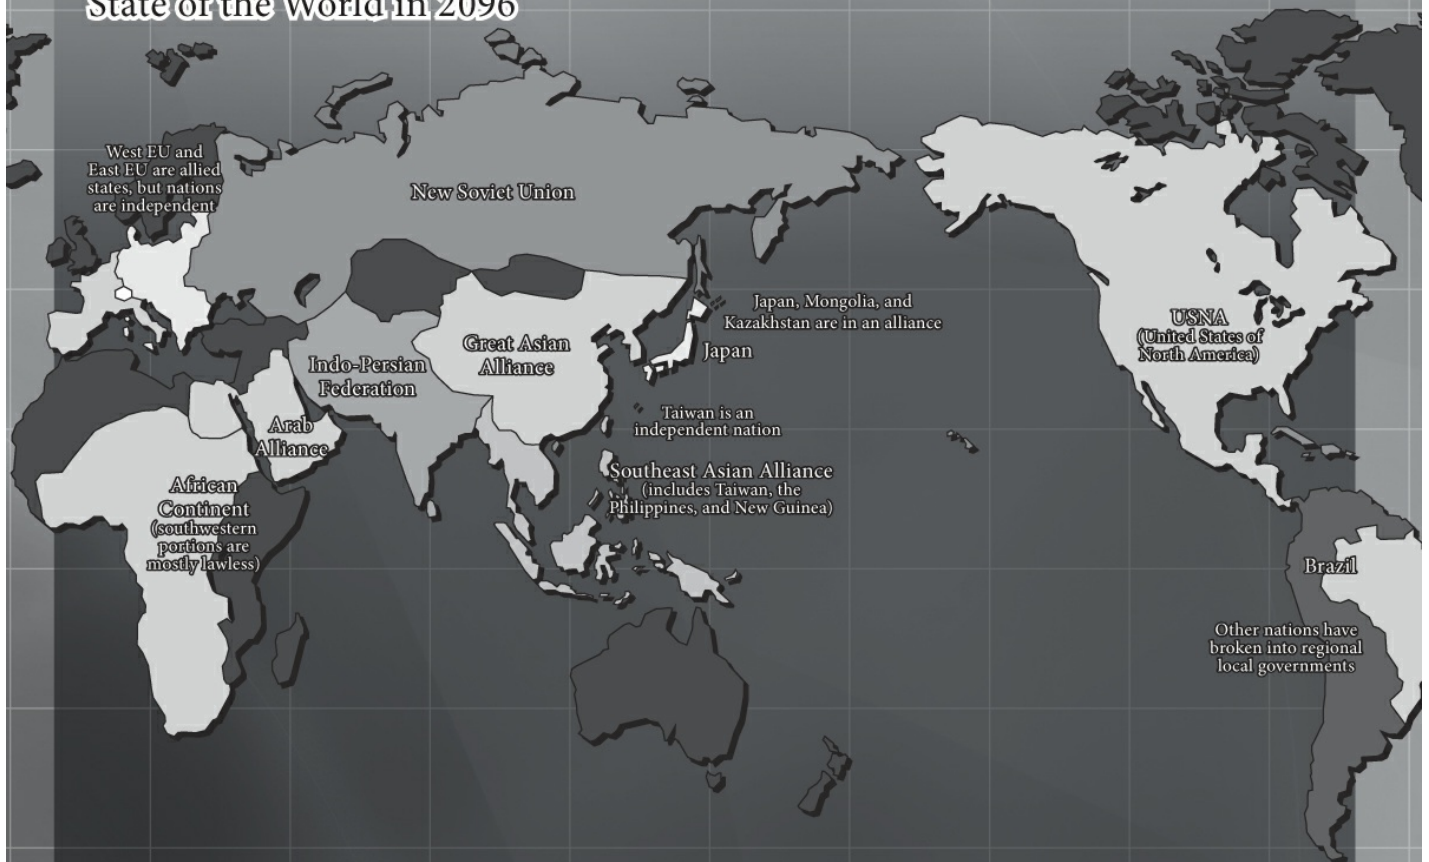 State of the World in 2096
West EU and
East EU are allied
states, but nations
are independent
New Soviet Union
Japan, Mongolia, and
Kazakhstan are in an alliance
Japan
Great Asian
Alliance
Indo-Persian
Federation
USNA
(United States of
North America)
Arab
Alliance
Taiwan is an
independent nation
Southeast Asian Alliance
(includes Taiwan, the
Philippines, and New Guinea)
African
Continent
(southwestern
portions are
mostly lawless)
Brazil
Other nations have
broken into regional
local governments